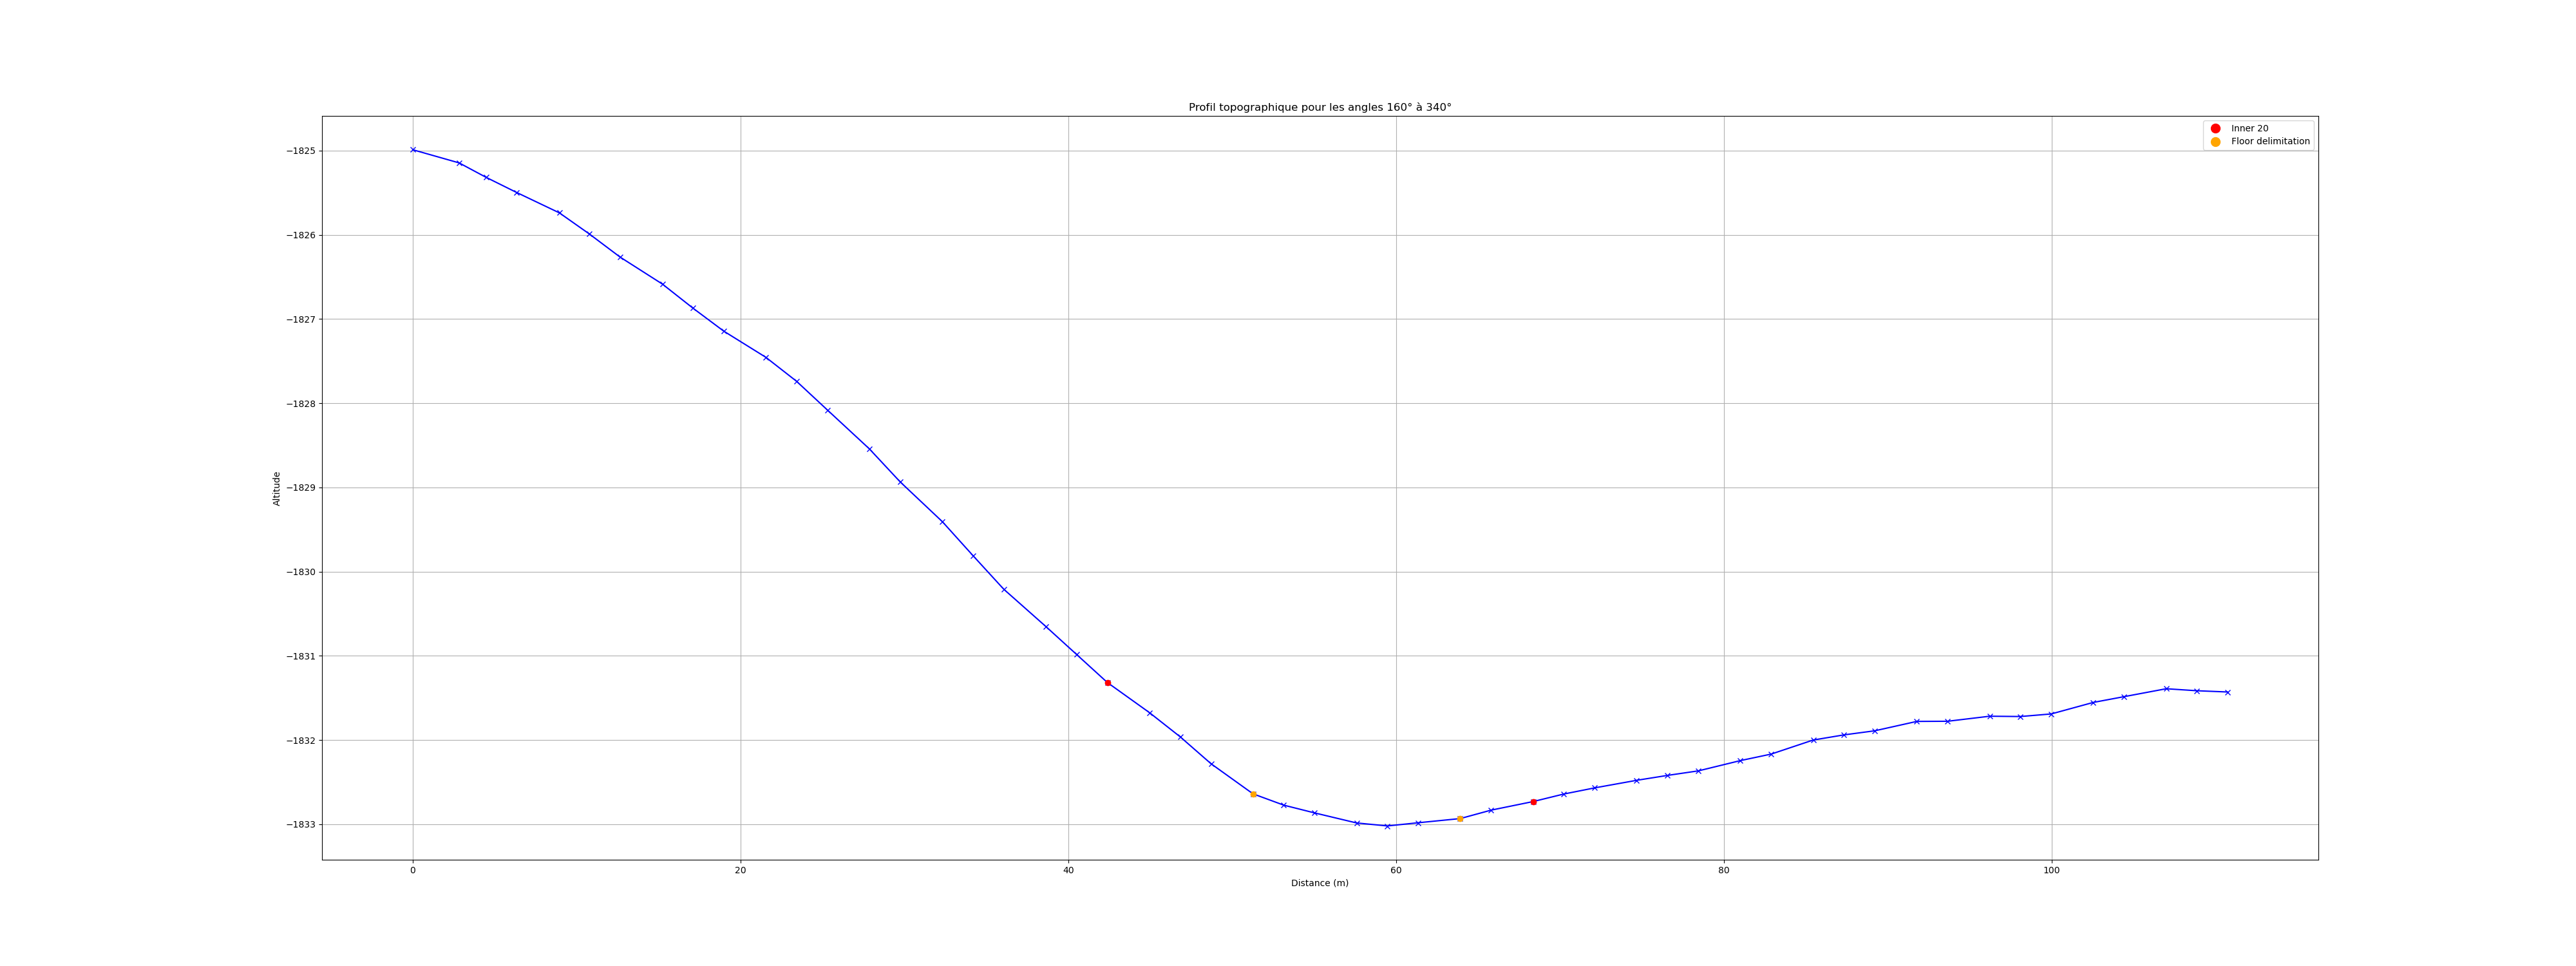 Profil topographique pour les angles 160° à 340°
Inner 20
Floor delimitation
−1825
−1826
−1827
−1828
−1829
−1830
−1831
−1832
−1833
Altitude
0 20 40 60 80 100
Distance (m)